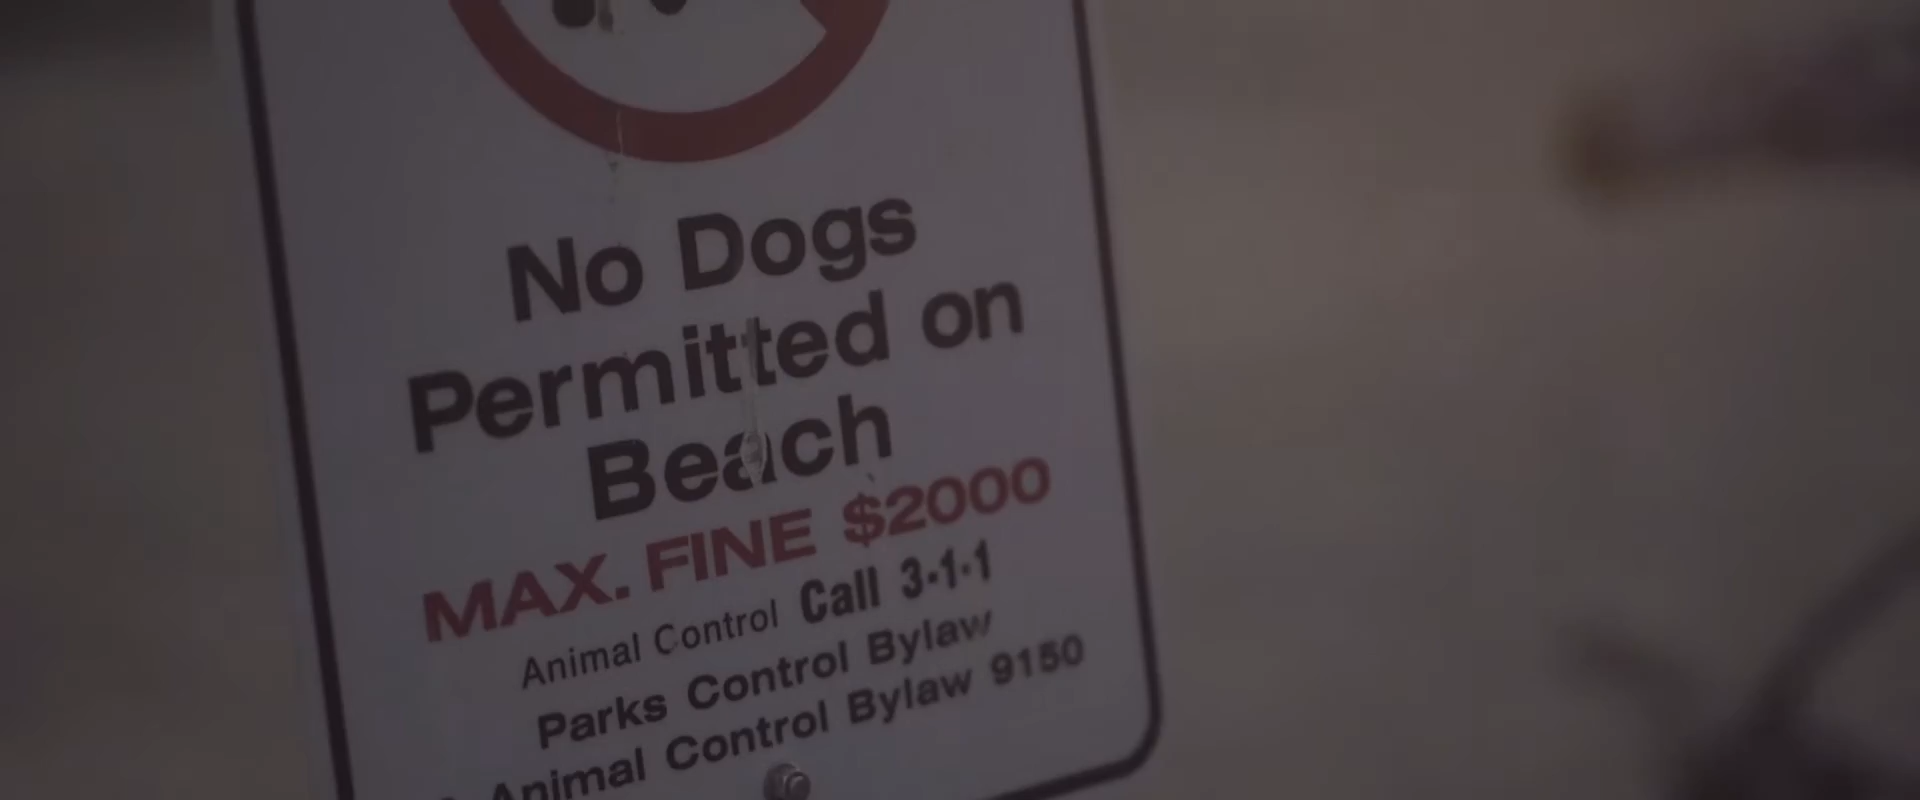 No Dogs
Permitted on
Beach
MAX. FINE $2000
Animal Control Call 3-1-1
Parks Control Bylaw
Animal Control Bylaw 9150